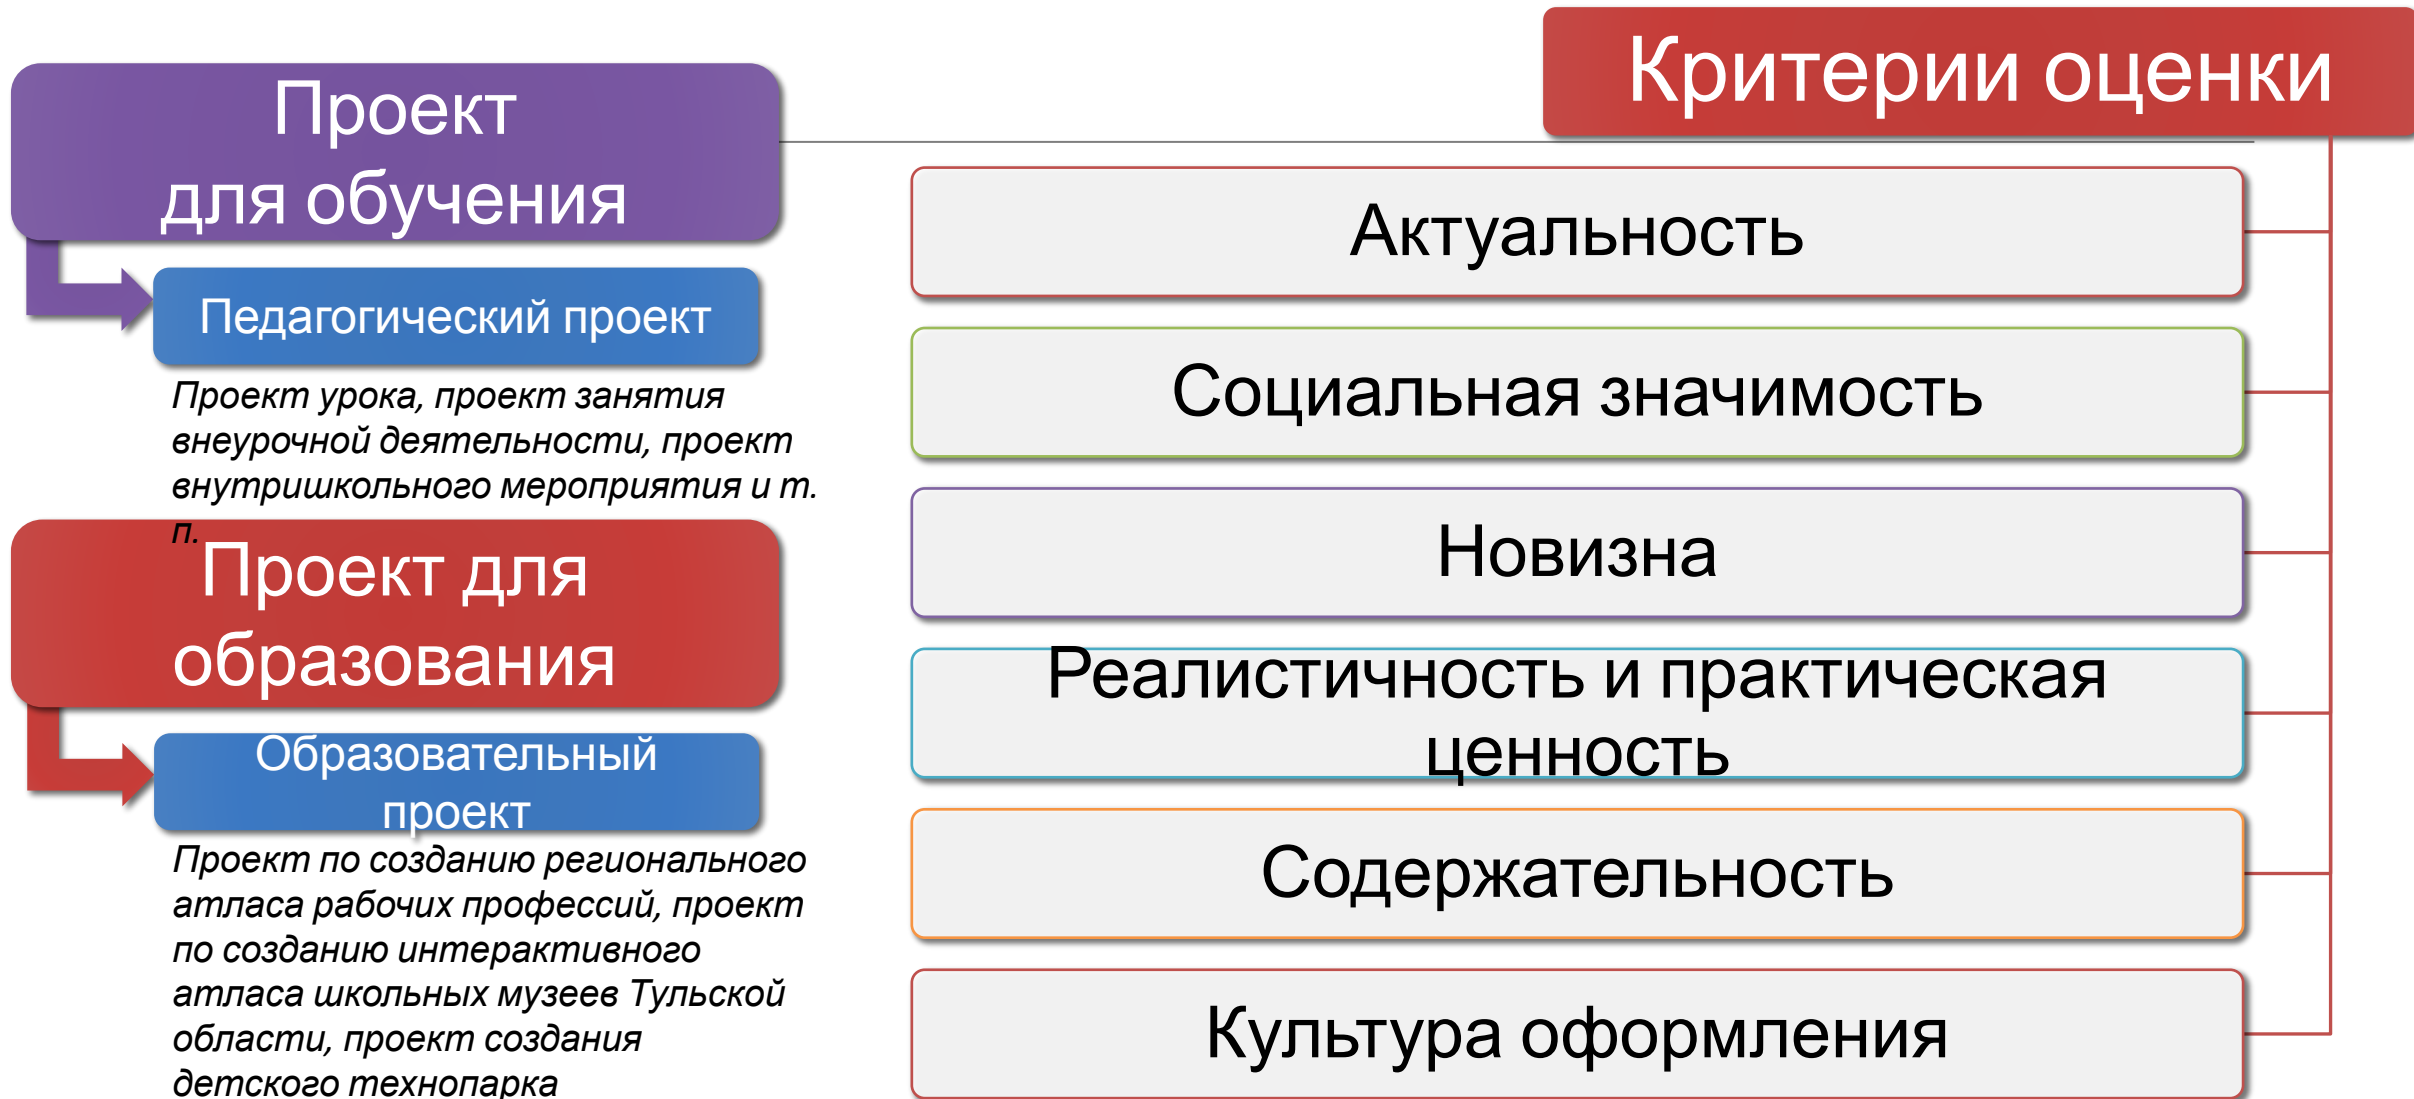 Проект
для обучения
Педагогический проект
Проект урока, проект занятия
внеурочной деятельности, проект
внутришкольного мероприятия и т.
п.
Проект для
образования
Образовательный
проект
Проект по созданию регионального
атласа рабочих профессий, проект
по созданию интерактивного
атласа школьных музеев Тульской
области, проект создания
детского технопарка
Критерии оценки
Актуальность
Социальная значимость
Новизна
Реалистичность и практическая
ценность
Содержательность
Культура оформления